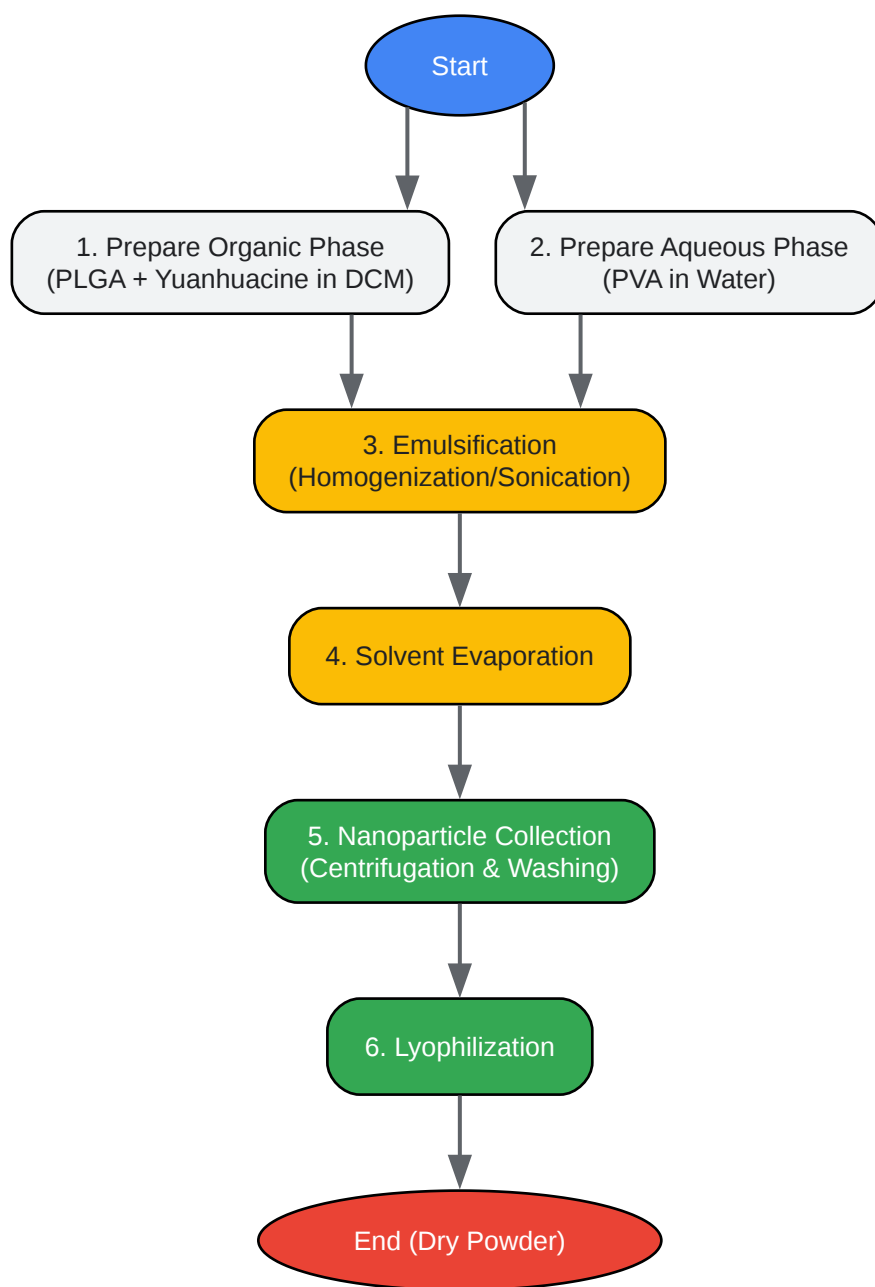 Start
1. Prepare Organic Phase
(PLGA + Yuanhuacine in DCM)
2. Prepare Aqueous Phase
(PVA in Water)
3. Emulsification
(Homogenization/Sonication)
4. Solvent Evaporation
5. Nanoparticle Collection
(Centrifugation & Washing)
6. Lyophilization
End (Dry Powder)